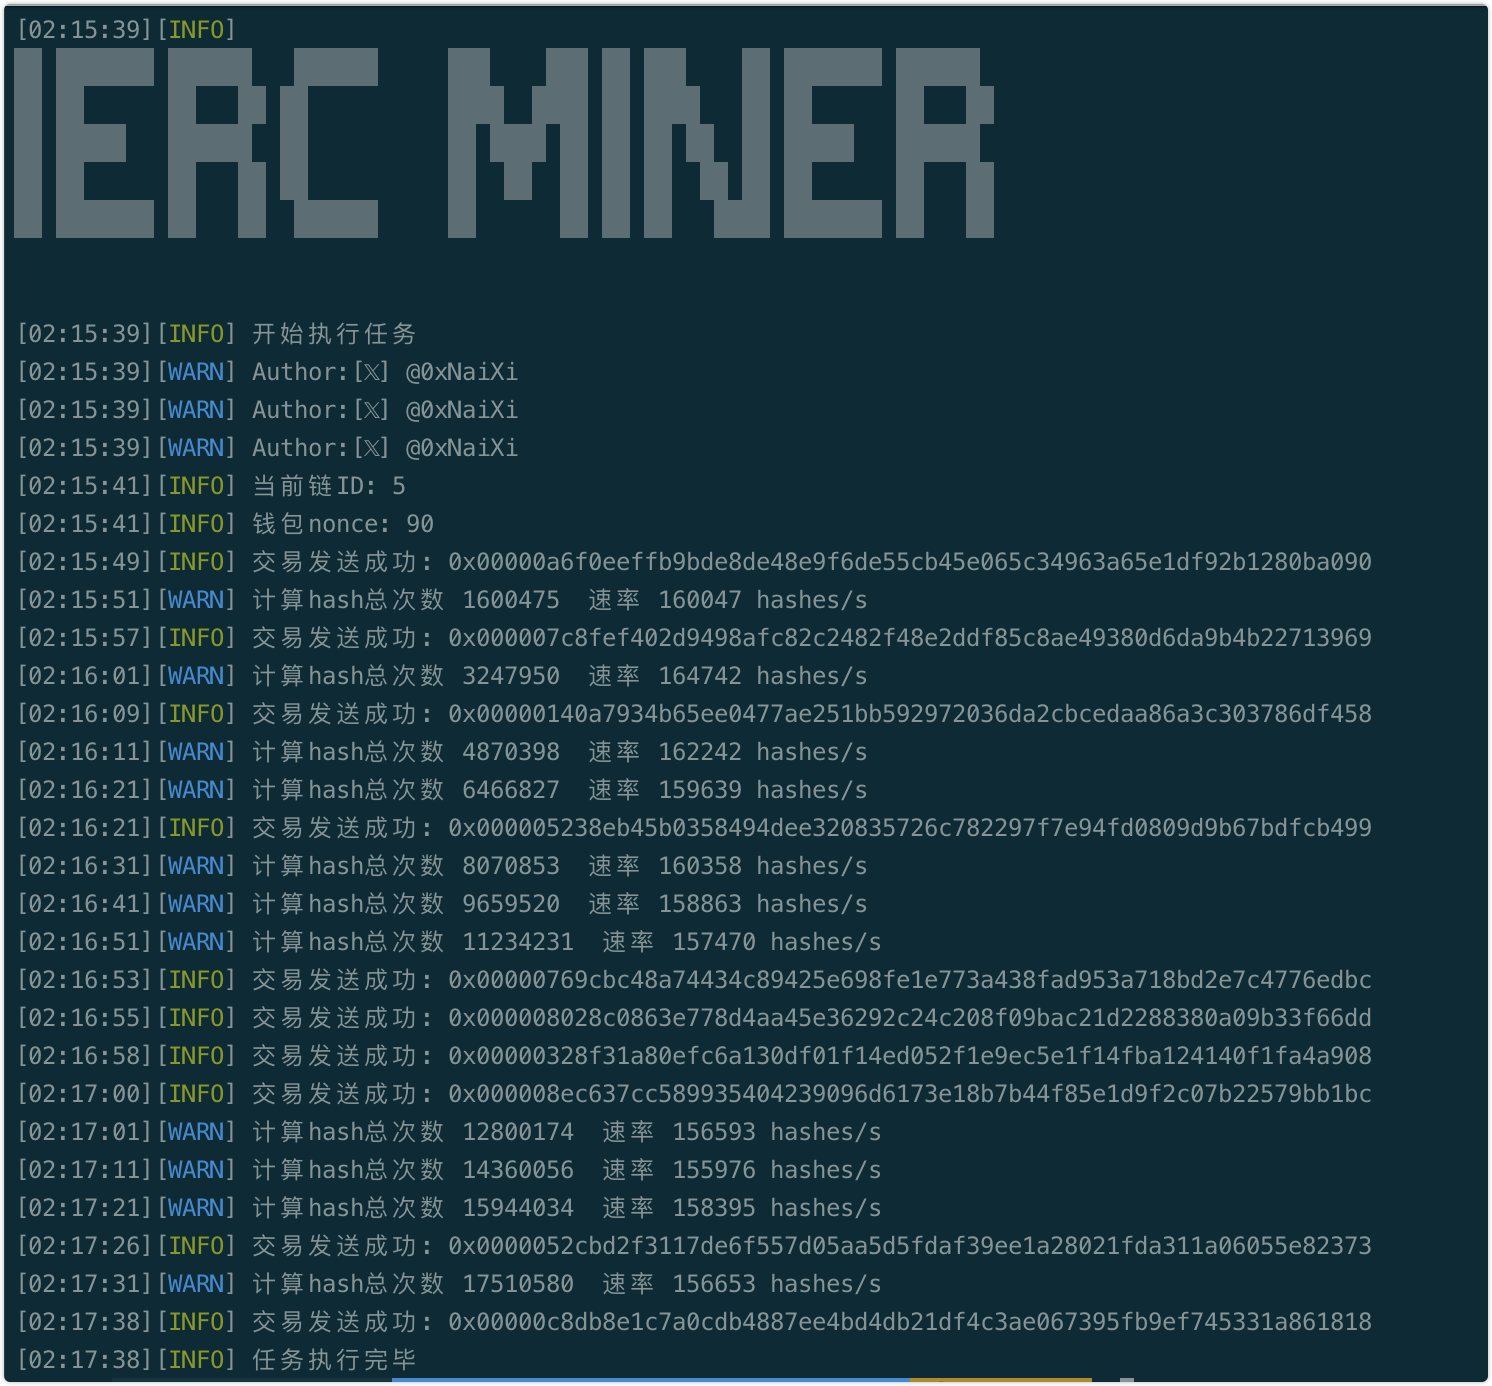 [02:15:39][INFO]
IERC MINER
[02:15:39][INFO] 开始执行任务
[02:15:39][WARN] Author:[𝕏] @0xNaiXi
[02:15:39][WARN] Author:[𝕏] @0xNaiXi
[02:15:39][WARN] Author:[𝕏] @0xNaiXi
[02:15:41][INFO] 当前链ID: 5
[02:15:41][INFO] 钱包nonce: 90
[02:15:49][INFO] 交易发送成功: 0x00000a6f0eeffb9bde8de48e9f6de55cb45e065c34963a65e1df92b1280ba090
[02:15:51][WARN] 计算hash总次数 1600475  速率 160047 hashes/s
[02:15:57][INFO] 交易发送成功: 0x000007c8fef402d9498afc82c2482f48e2ddf85c8ae49380d6da9b4b22713969
[02:16:01][WARN] 计算hash总次数 3247950  速率 164742 hashes/s
[02:16:09][INFO] 交易发送成功: 0x00000140a7934b65ee0477ae251bb592972036da2cbcedaa86a3c303786df458
[02:16:11][WARN] 计算hash总次数 4870398  速率 162242 hashes/s
[02:16:21][WARN] 计算hash总次数 6466827  速率 159639 hashes/s
[02:16:21][INFO] 交易发送成功: 0x000005238eb45b0358494dee320835726c782297f7e94fd0809d9b67bdfcb499
[02:16:31][WARN] 计算hash总次数 8070853  速率 160358 hashes/s
[02:16:41][WARN] 计算hash总次数 9659520  速率 158863 hashes/s
[02:16:51][WARN] 计算hash总次数 11234231  速率 157470 hashes/s
[02:16:53][INFO] 交易发送成功: 0x00000769cbc48a74434c89425e698fe1e773a438fad953a718bd2e7c4776edbc
[02:16:55][INFO] 交易发送成功: 0x000008028c0863e778d4aa45e36292c24c208f09bac21d2288380a09b33f66dd
[02:16:58][INFO] 交易发送成功: 0x00000328f31a80efc6a130df01f14ed052f1e9ec5e1f14fba124140f1fa4a908
[02:17:00][INFO] 交易发送成功: 0x000008ec637cc589935404239096d6173e18b7b44f85e1d9f2c07b22579bb1bc
[02:17:01][WARN] 计算hash总次数 12800174  速率 156593 hashes/s
[02:17:11][WARN] 计算hash总次数 14360056  速率 155976 hashes/s
[02:17:21][WARN] 计算hash总次数 15944034  速率 158395 hashes/s
[02:17:26][INFO] 交易发送成功: 0x0000052cbd2f3117de6f557d05aa5d5fdaf39ee1a28021fda311a06055e82373
[02:17:31][WARN] 计算hash总次数 17510580  速率 156653 hashes/s
[02:17:38][INFO] 交易发送成功: 0x00000c8db8e1c7a0cdb4887ee4bd4db21df4c3ae067395fb9ef745331a861818
[02:17:38][INFO] 任务执行完毕